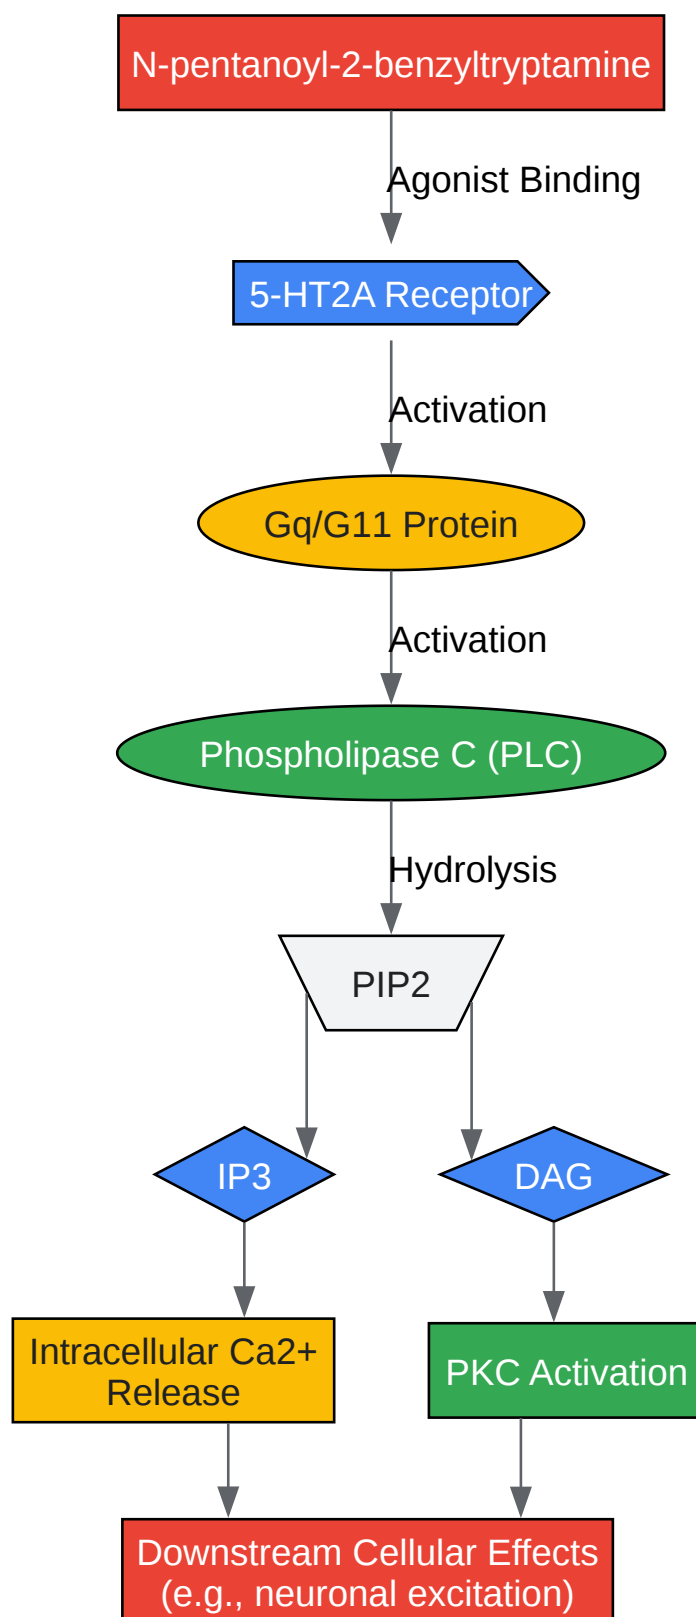 N-pentanoyl-2-benzyltryptamine
Agonist Binding
5-HT2A Receptor
Activation
Gq/G11 Protein
Activation
Phospholipase C (PLC)
Hydrolysis
PIP2
IP3
DAG
Intracellular Ca2+
Release
PKC Activation
Downstream Cellular Effects
(e.g., neuronal excitation)